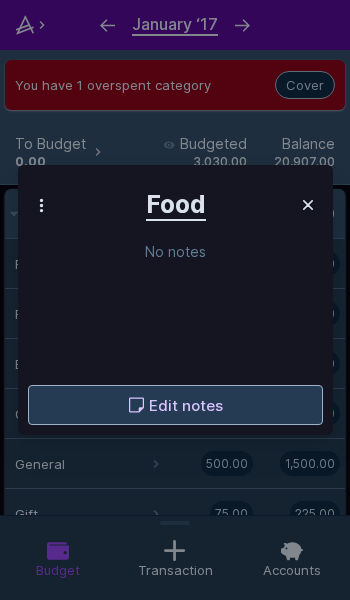 January ‘17
You have 1 overspent category
Cover
To Budget
Budgeted
Balance
0.00
3,030.00
20,907.00
Food
No notes
Edit notes
General
500.00
1,500.00
Gift
75.00
225.00
Budget
Transaction
Accounts